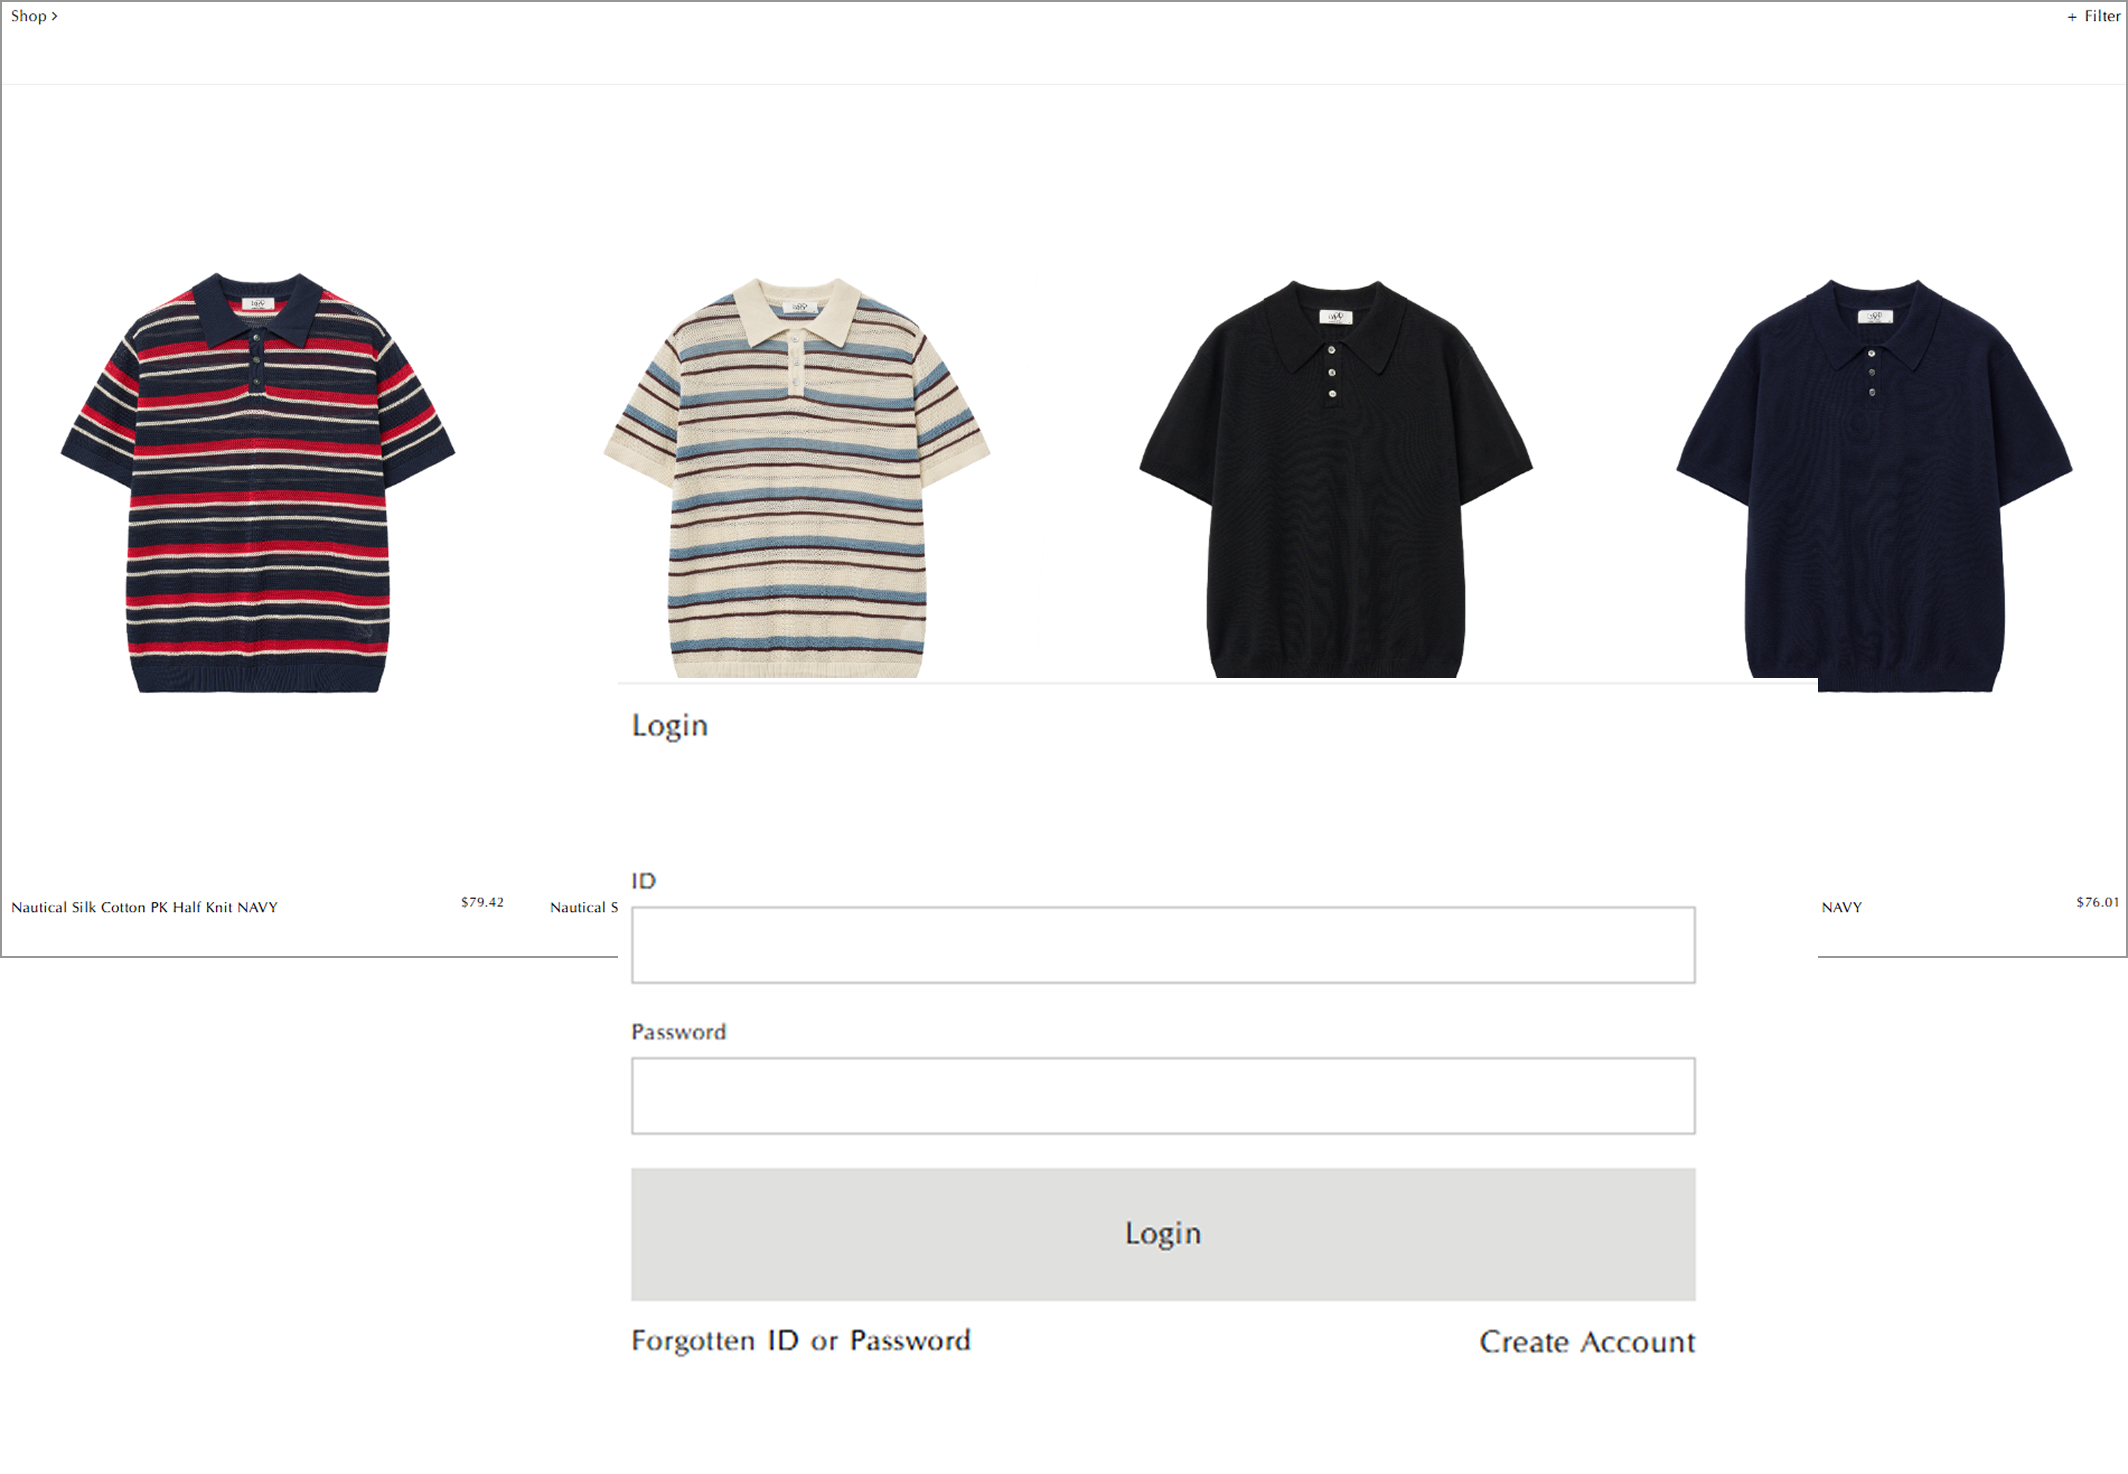 Shop >
+ Filter
Nautical Silk Cotton PK Half Knit NAVY
$79.42
Nautical S
NAVY
$76.01
Login
ID
Password
Login
Forgotten ID or Password
Create Account